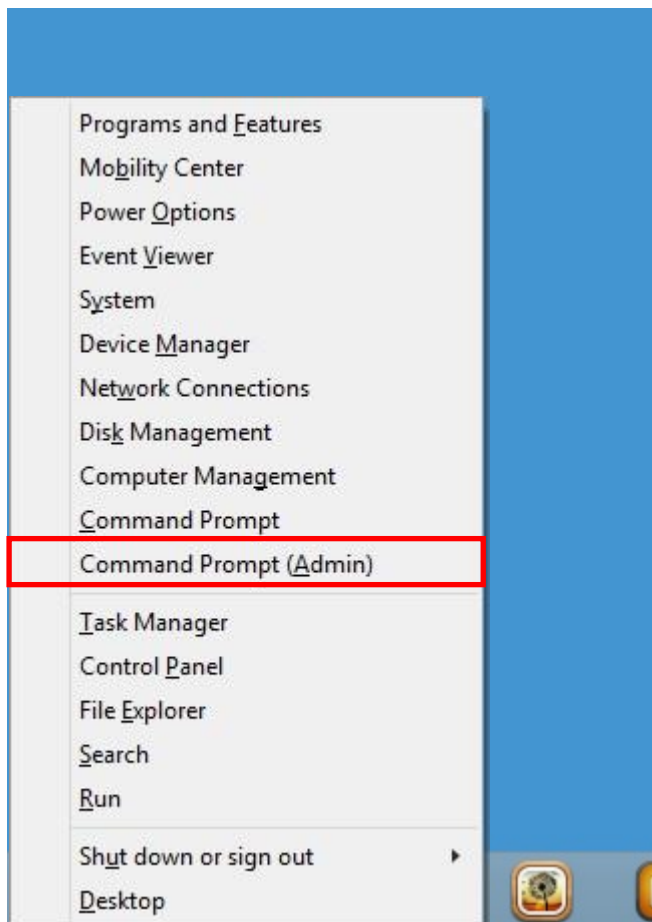 Programs and Features
Mobility Center
Power Options
Event Viewer
System
Device Manager
Network Connections
Disk Management
Computer Management
Command Prompt
Command Prompt (Admin)
Task Manager
Control Panel
File Explorer
Search
Run
Shut down or sign out
Desktop